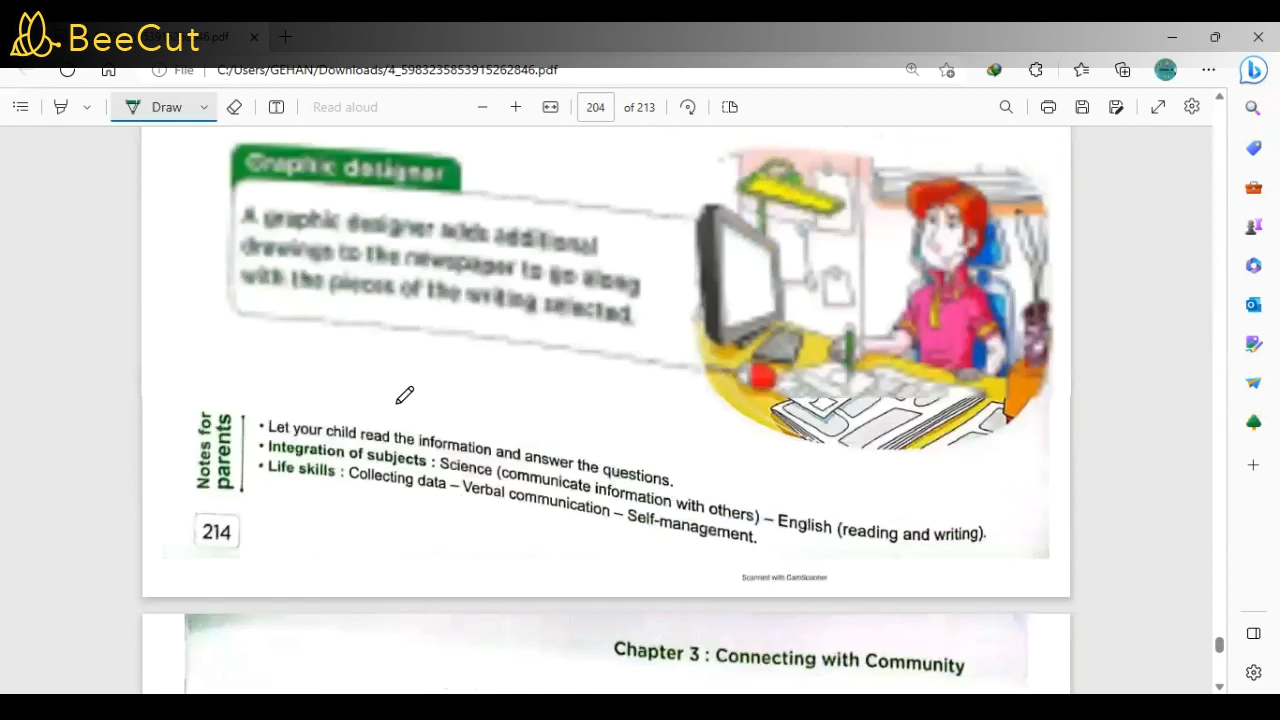 BeeCut
46.pdf
File
C:/Users/GEHAN/Downloads/4_5983235853915262846.pdf
Draw
Read aloud
204 of 213
Graphic designer
A graphic designer adds additional
drawings to the newspaper to go along
with the pieces of the writing selected.
Notes for
parents
• Let your child read the information and answer the questions.
• Integration of subjects : Science (communicate information with others) – English (reading and writing).
• Life skills : Collecting data – Verbal communication – Self-management.
214
Scanned with CamScanner
Chapter 3 : Connecting with Community